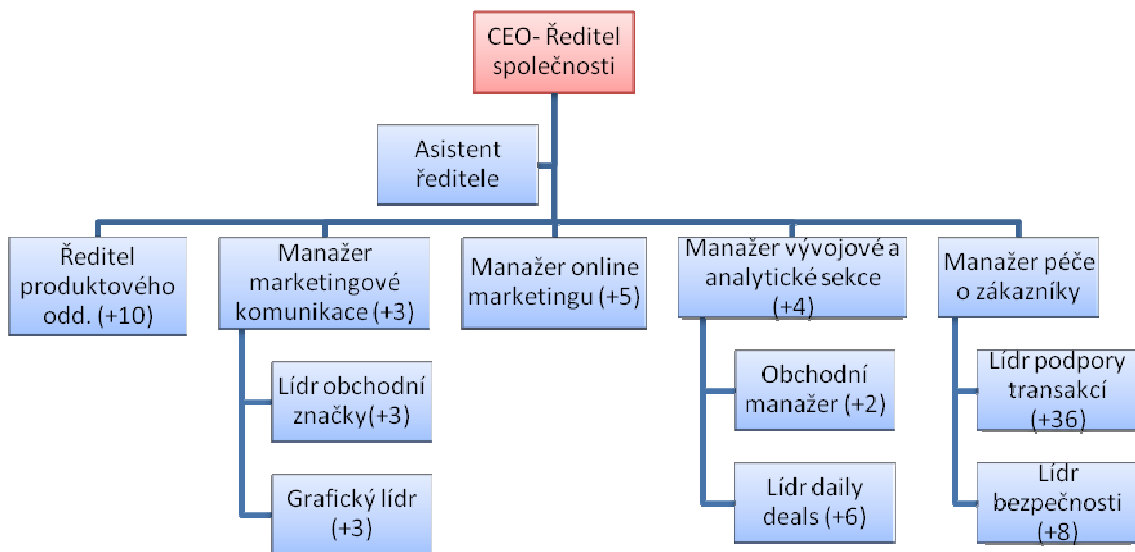 CEO- Ředitel
společnosti
Asistent
ředitele
Ředitel
produktového
odd. (+10)
Manažer
marketingové
komunikace (+3)
Manažer online
marketingu (+5)
Manažer vývojové a
analytické sekce
(+4)
Manažer péče
o zákazníky
Lídr obchodní
značky(+3)
Grafický lídr
(+3)
Obchodní
manažer (+2)
Lídr daily
deals (+6)
Lídr podpory
transakcí
(+36)
Lídr
bezpečnosti
(+8)